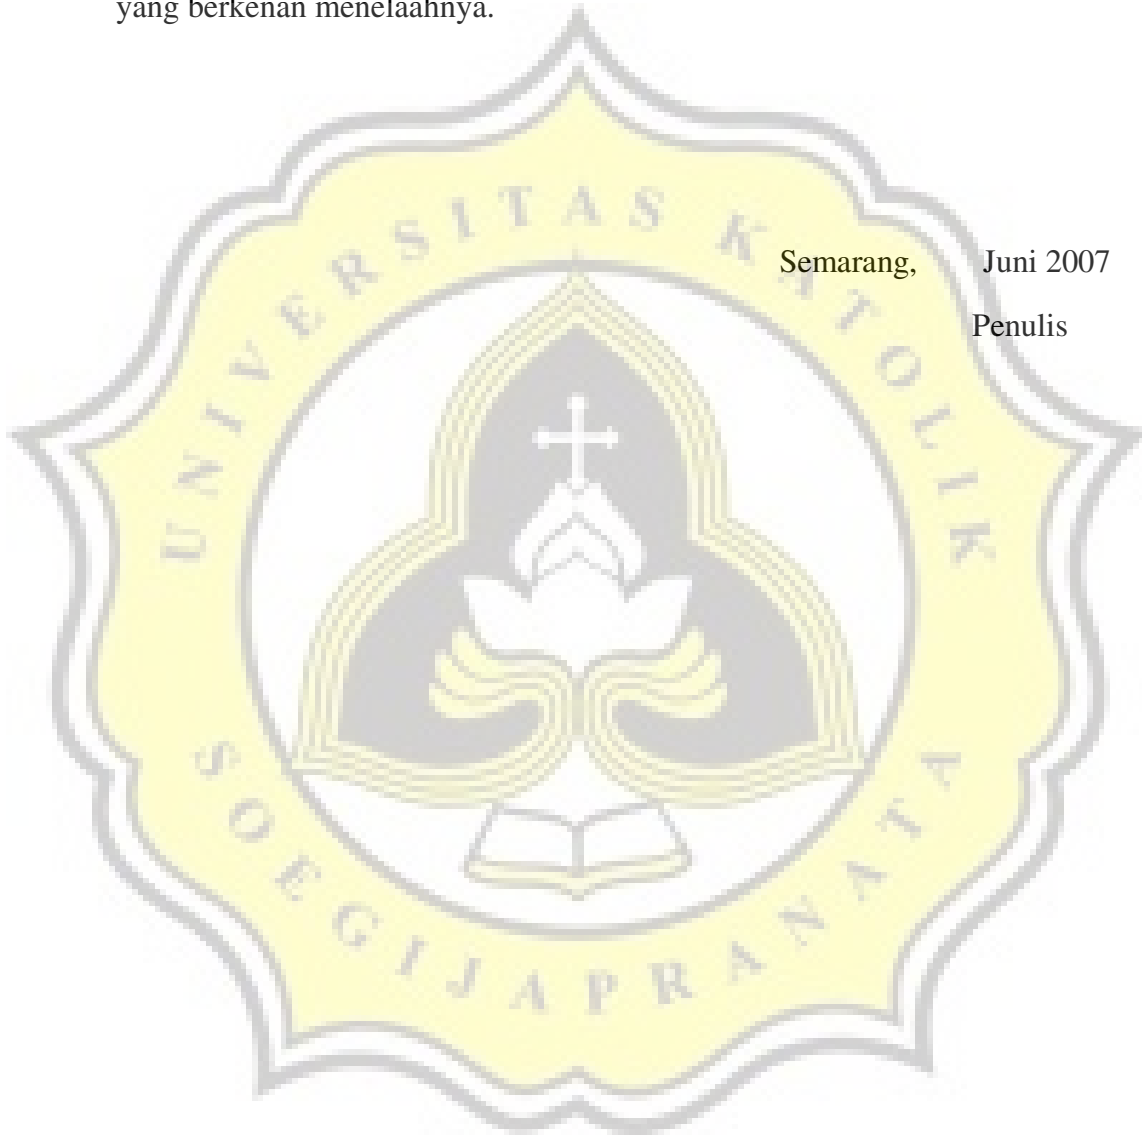 yang berkenan menelaahnya.
UNIVERSITAS KATOLIK
Semarang, Juni 2007
Penulis
SOEGIJAPRANATA